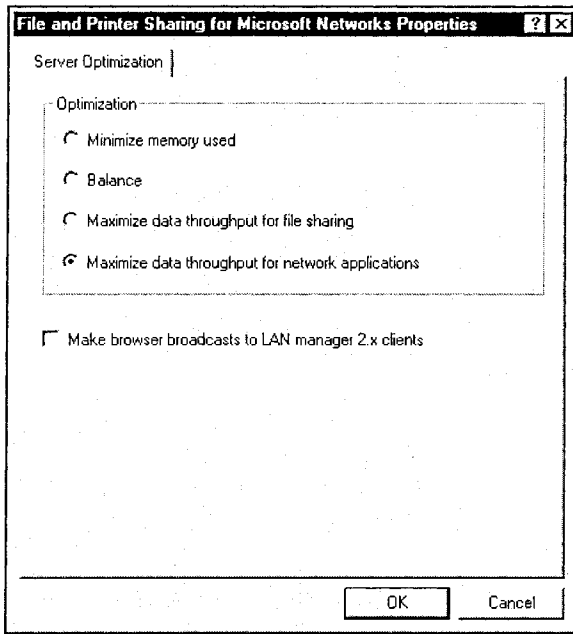 File and Printer Sharing for Microsoft Networks Properties
Server Optimization
Optimization
Minimize memory used
Balance
Maximize data throughput for file sharing
Maximize data throughput for network applications
Make browser broadcasts to LAN manager 2.x clients
OK
Cancel